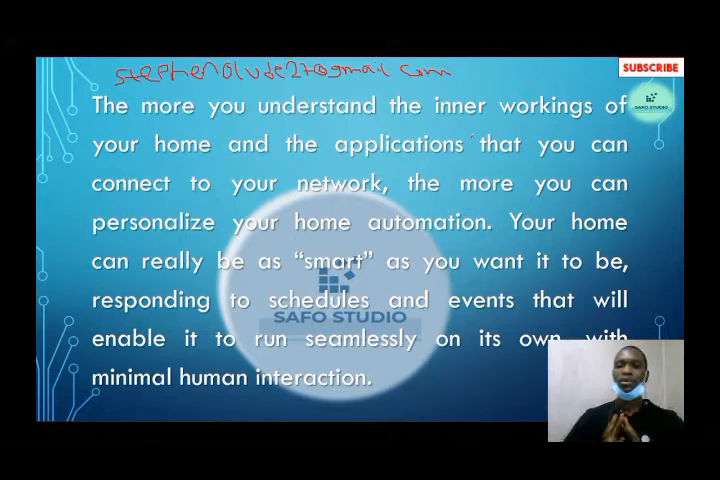 stephenolude27@gmail com
SUBSCRIBE
SAFO STUDIO
The more you understand the inner workings of
your home and the applications that you can
connect to your network, the more you can
personalize your home automation. Your home
can really be as “smart” as you want it to be,
responding to schedules and events that will
enable it to run seamlessly on its own with
minimal human interaction.
SAFO STUDIO